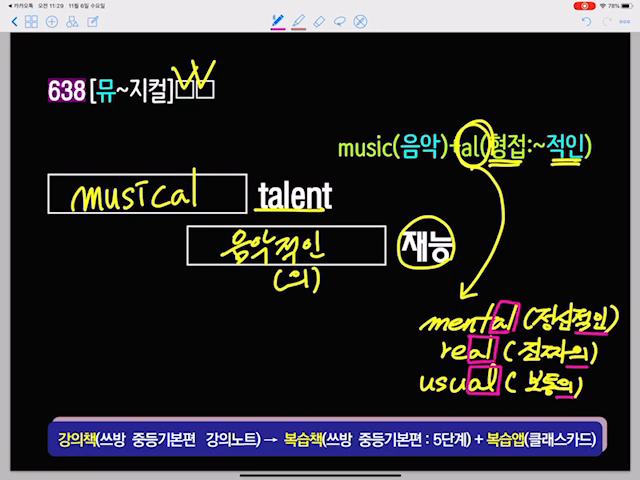 카카오톡 오전 11:29 11월 6일 수요일 78%
638 [뮤~지컬]
music(음악)+al(형접:~적인)
musical talent
음악적인 재능
(의)
mental (정신적인)
real (진짜의)
usual ( 보통의)
강의책(쓰방 중등기본편 강의노트) → 복습책(쓰방 중등기본편 : 5단계) + 복습앱(클래스카드)